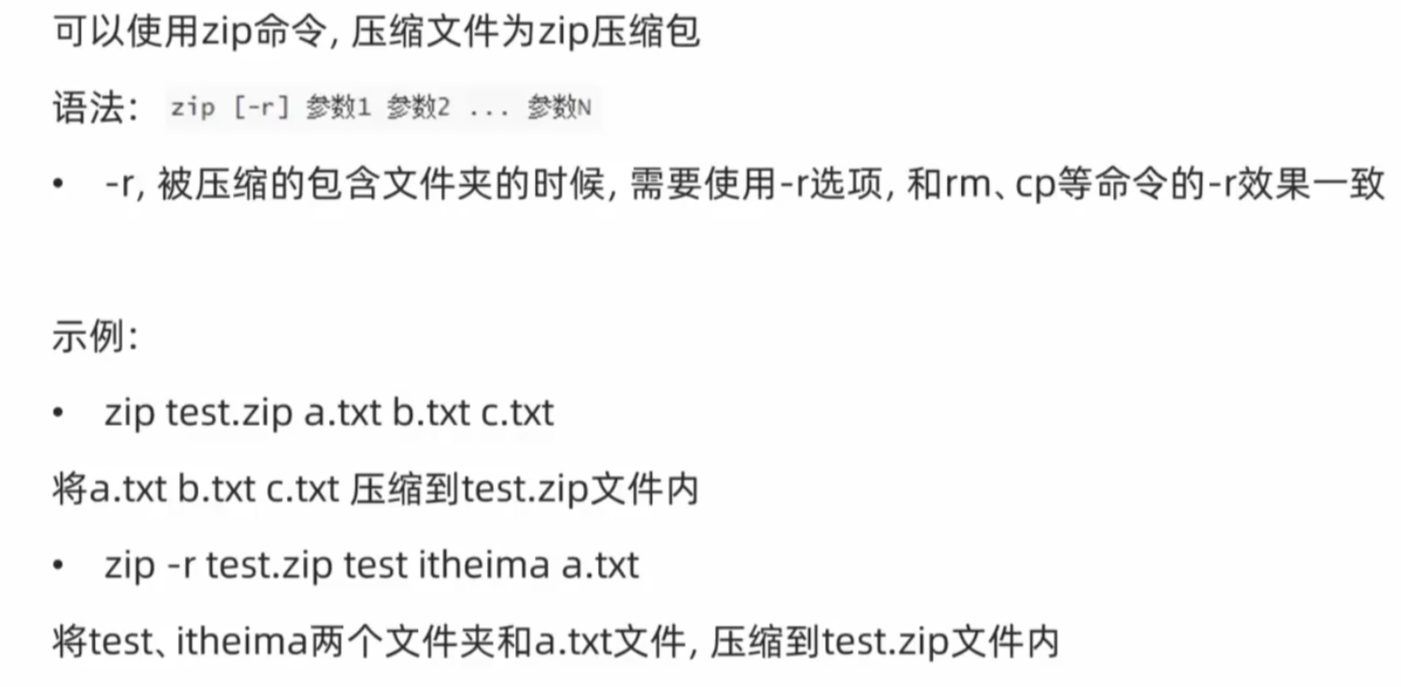 可以使用zip命令, 压缩文件为zip压缩包
语法: zip [-r] 参数1 参数2 ... 参数N
• -r, 被压缩的包含文件夹的时候, 需要使用-r选项, 和rm、cp等命令的-r效果一致
示例:
• zip test.zip a.txt b.txt c.txt
将a.txt b.txt c.txt 压缩到test.zip文件内
• zip -r test.zip test itheima a.txt
将test、itheima两个文件夹和a.txt文件, 压缩到test.zip文件内